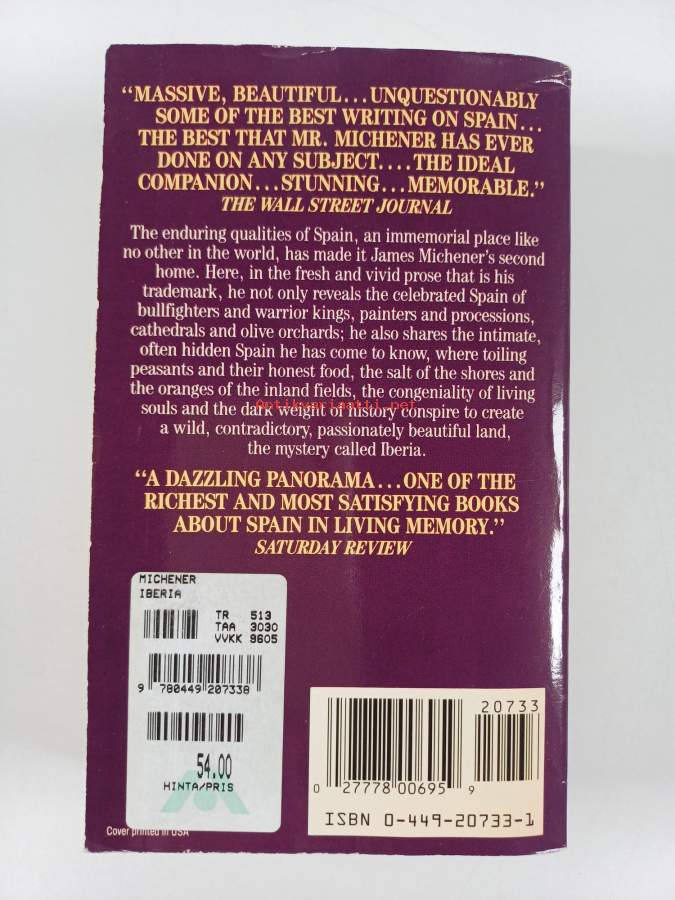 “MASSIVE, BEAUTIFUL...UNQUESTIONABLY
SOME OF THE BEST WRITING ON SPAIN...
THE BEST THAT MR. MICHENER HAS EVER
DONE ON ANY SUBJECT....THE IDEAL
COMPANION...STUNNING...MEMORABLE.”
THE WALL STREET JOURNAL
The enduring qualities of Spain, an immemorial place like
no other in the world, has made it James Michener's second
home. Here, in the fresh and vivid prose that is his
trademark, he not only reveals the celebrated Spain of
bullfighters and warrior kings, painters and processions,
cathedrals and olive orchards; he also shares the intimate,
often hidden Spain he has come to know, where toiling
peasants and their honest food, the salt of the shores and
the oranges of the inland fields, the congeniality of living
souls and the dark weight of history conspire to create
Antikvariaatti.net
a wild, contradictory, passionately beautiful land,
the mystery called Iberia.
“A DAZZLING PANORAMA...ONE OF THE
RICHEST AND MOST SATISFYING BOOKS
ABOUT SPAIN IN LIVING MEMORY.”
SATURDAY REVIEW
MICHENER
IBERIA
TR 513
TAA 3030
VVKK 9605
9 780449 207338
54.00
HINTA/PRIS
20733
0 27778 00695 9
ISBN 0-449-20733-1
Cover printed in USA